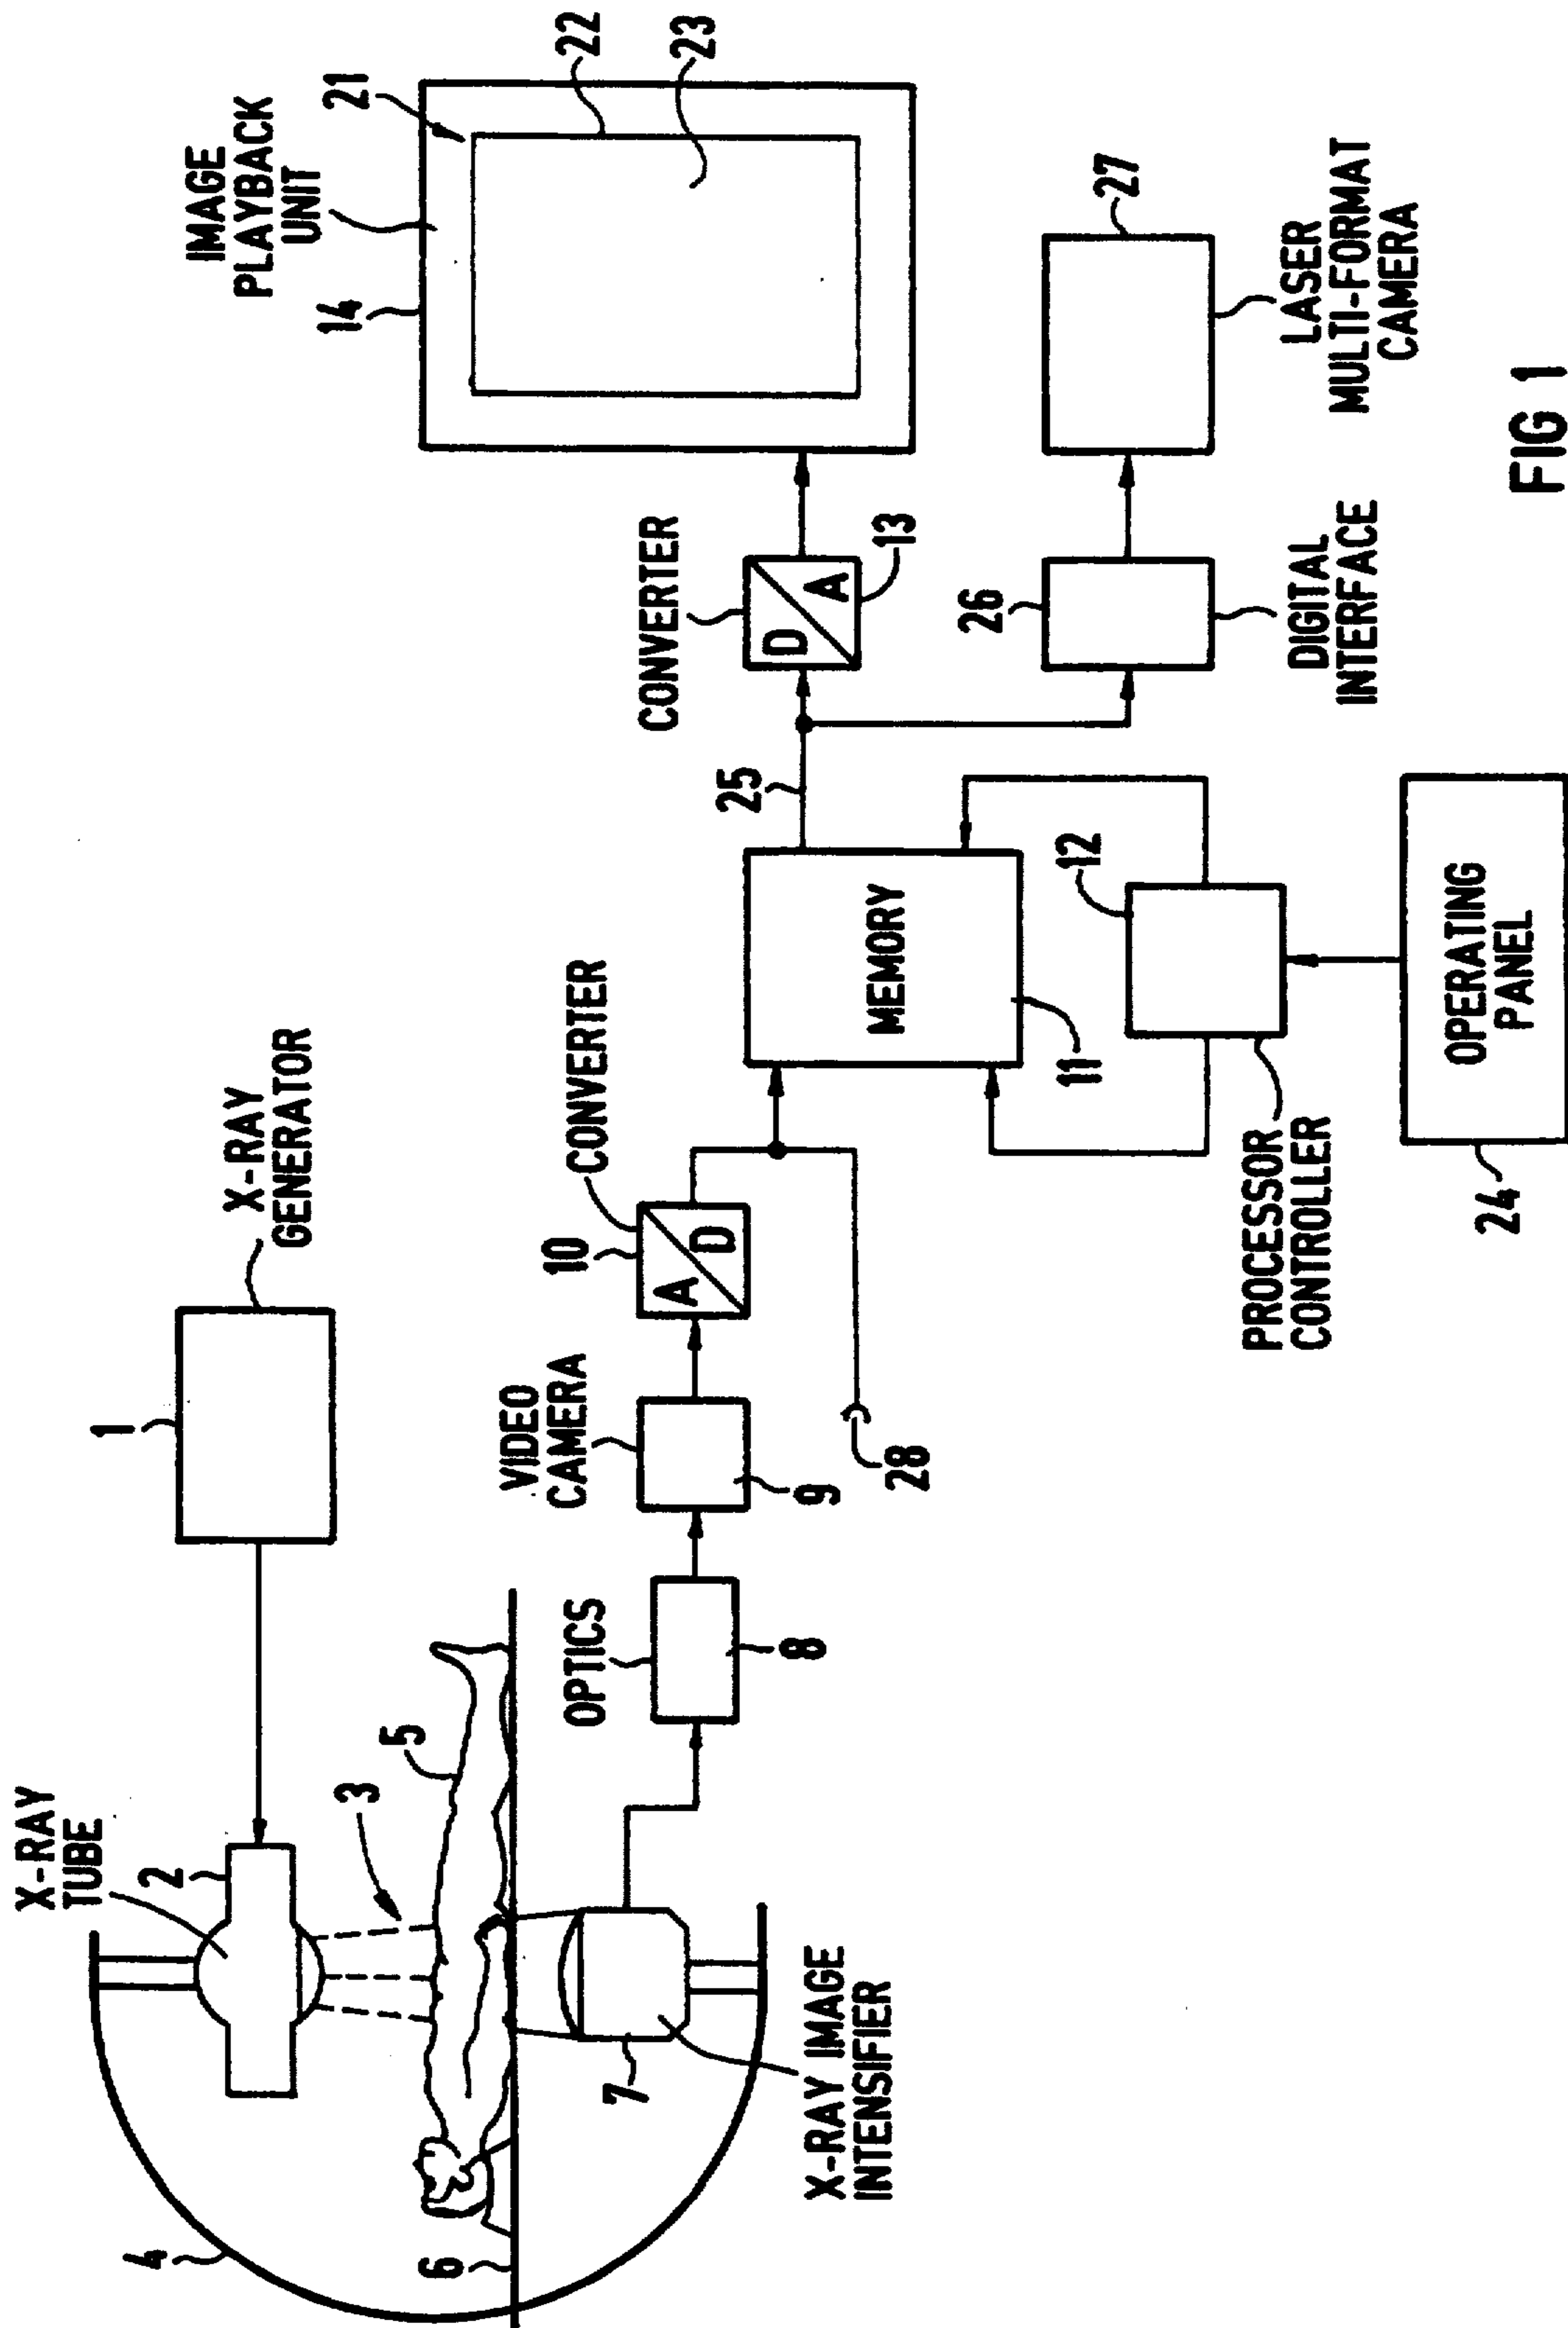 X-RAY
TUBE
2
3
4
5
6
7
X-RAY IMAGE
INTENSIFIER
1
X-RAY
GENERATOR
OPTICS
8
VIDEO
CAMERA
9
28
10
CONVERTER
A
D
MEMORY
11
12
PROCESSOR
CONTROLLER
OPERATING
PANEL
24
25
CONVERTER
D
A
13
26
DIGITAL
INTERFACE
IMAGE
PLAYBACK
UNIT
14
21
22
23
27
LASER
MULTI-FORMAT
CAMERA
FIG 1